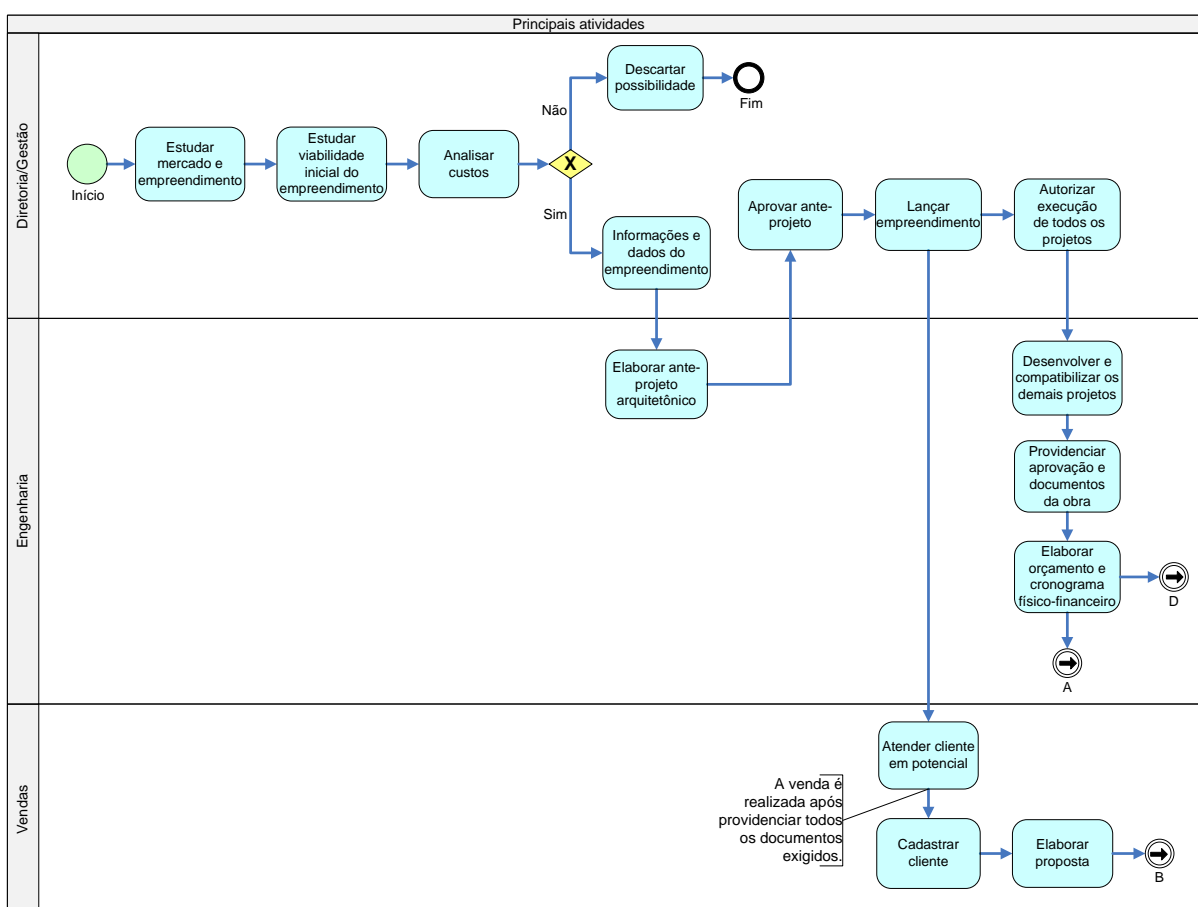 Principais atividades
Diretoria/Gestão
Início
Estudar
mercado e
empreendimento
Estudar
viabilidade
inicial do
empreendimento
Analisar
custos
X
Não
Descartar
possibilidade
Fim
Sim
Informações e
dados do
empreendimento
Aprovar ante-
projeto
Lançar
empreendimento
Autorizar
execução
de todos os
projetos
Engenharia
Elaborar ante-
projeto
arquitetônico
Desenvolver e
compatibilizar os
demais projetos
Providenciar
aprovação e
documentos
da obra
Elaborar
orçamento e
cronograma
físico-financeiro
D
A
Vendas
Atender cliente
em potencial
A venda é
realizada após
providenciar todos
os documentos
exigidos.
Cadastrar
cliente
Elaborar
proposta
B